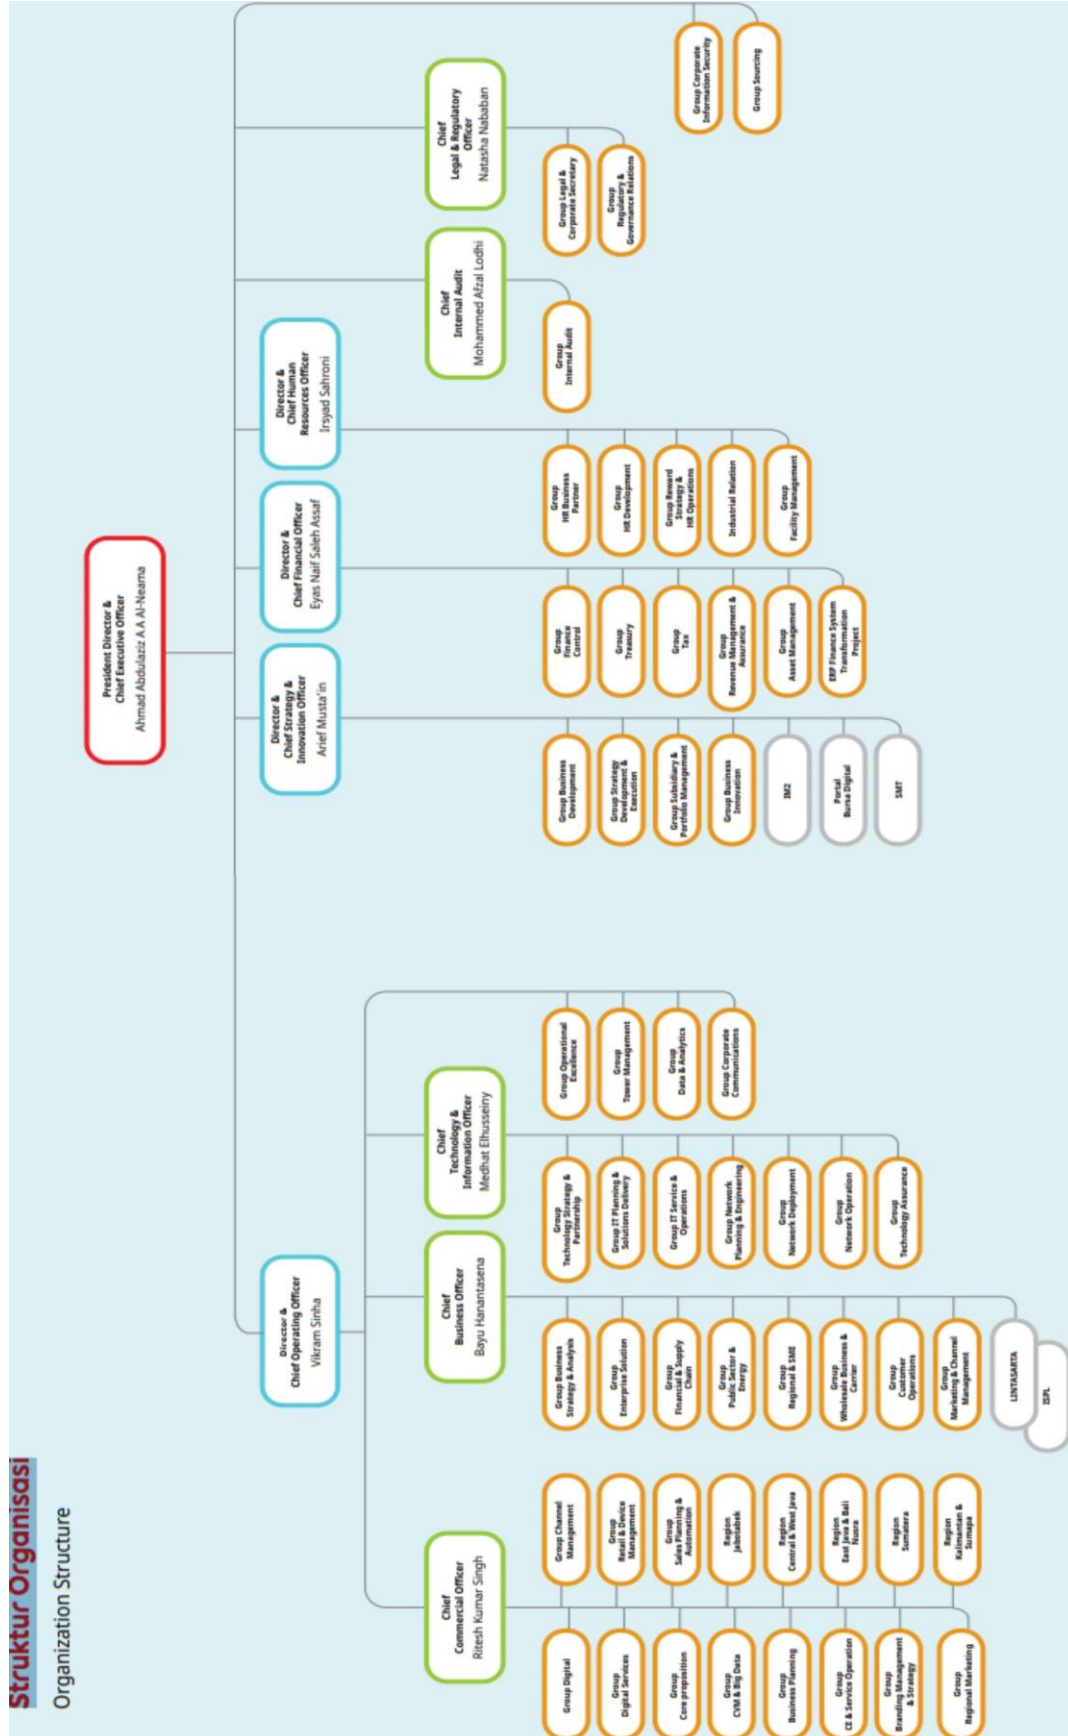 Struktur Organisasi
Organization Structure
President Director &
Chief Executive Officer
Ahmad Abdulaziz A A Al-Neama
Director &
Chief Operating Officer
Vikram Sinha
Director &
Chief Strategy &
Innovation Officer
Arief Musta'in
Director &
Chief Financial Officer
Eyas Naif Saleh Assaf
Director &
Chief Human
Resources Officer
Irsyad Sahroni
Chief
Commercial Officer
Ritesh Kumar Singh
Chief
Business Officer
Bayu Hanantasena
Chief
Technology &
Information Officer
Medhat Elhusseiny
Chief
Internal Audit
Mohammed Afzal Lodhi
Chief
Legal & Regulatory
Officer
Natasha Nababan
Group Digital
Group
Digital Services
Group
Core proposition
Group
CVM & Big Data
Group
Business Planning
Group
CE & Service Operation
Group
Branding Management
& Strategy
Group
Regional Marketing
Group Channel
Management
Group
Retail & Device
Management
Group
Sales Planning &
Automation
Region
Jabotabek
Region
Central & West Java
Region
East Java & Bali
Nusra
Region
Sumatera
Region
Kalimantan &
Sumapa
Group Business
Strategy & Analysis
Group
Enterprise Solution
Group
Financial & Supply
Chain
Group
Public Sector &
Energy
Group
Regional & SME
Group
Wholesale Business &
Carrier
Group
Customer
Operations
Group
Marketing & Channel
Management
LINTASARTA
ISPL
Group
Technology Strategy &
Partnership
Group IT Planning &
Solutions Delivery
Group IT Service &
Operations
Group Network
Planning & Engineering
Group
Network Deployment
Group
Network Operation
Group
Technology Assurance
Group Operational
Excellence
Group
Tower Management
Group
Data & Analytics
Group Corporate
Communications
Group Business
Development
Group Strategy
Development &
Execution
Group Subsidiary &
Portfolio Management
Group Business
Innovation
IM2
Portal
Bursa Digital
SMT
Group
Finance
Control
Group
Treasury
Group
Tax
Group
Revenue Management &
Assurance
Group
Asset Management
ERP Finance System
Transformation
Project
Group
HR Business
Partner
Group
HR Development
Group Reward
Strategy &
HR Operations
Industrial Relation
Group
Facility Management
Group
Internal Audit
Group Legal &
Corporate Secretary
Group
Regulatory &
Governance Relations
Group Corporate
Information Security
Group Sourcing